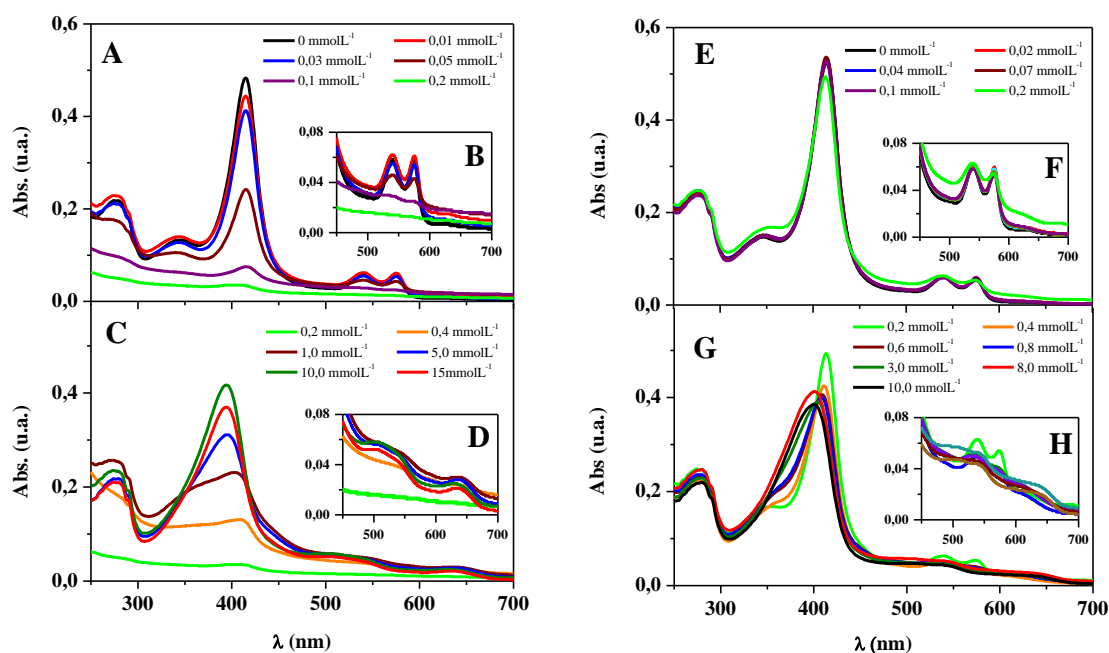 A
0 mmolL⁻¹ 0,01 mmolL⁻¹
0,03 mmolL⁻¹ 0,05 mmolL⁻¹
0,1 mmolL⁻¹ 0,2 mmolL⁻¹
Abs. (u.a.)
0,6
0,4
0,2
0,0
B
0,08
0,04
0,00
500 600 700
C
0,2 mmolL⁻¹ 0,4 mmolL⁻¹
1,0 mmolL⁻¹ 5,0 mmolL⁻¹
10,0 mmolL⁻¹ 15mmolL⁻¹
Abs. (u.a.)
0,4
0,2
0,0
D
0,08
0,04
0,00
500 600 700
300 400 500 600 700
λ (nm)
E
0 mmolL⁻¹ 0,02 mmolL⁻¹
0,04 mmolL⁻¹ 0,07 mmolL⁻¹
0,1 mmolL⁻¹ 0,2 mmolL⁻¹
Abs (u.a.)
0,6
0,4
0,2
0,0
F
0,08
0,04
0,00
500 600 700
G
0,2 mmolL⁻¹ 0,4 mmolL⁻¹
0,6 mmolL⁻¹ 0,8 mmolL⁻¹
3,0 mmolL⁻¹ 8,0 mmolL⁻¹
10,0 mmolL⁻¹
Abs (u.a.)
0,4
0,2
0,0
H
0,08
0,04
0,00
500 600 700
300 400 500 600 700
λ (nm)